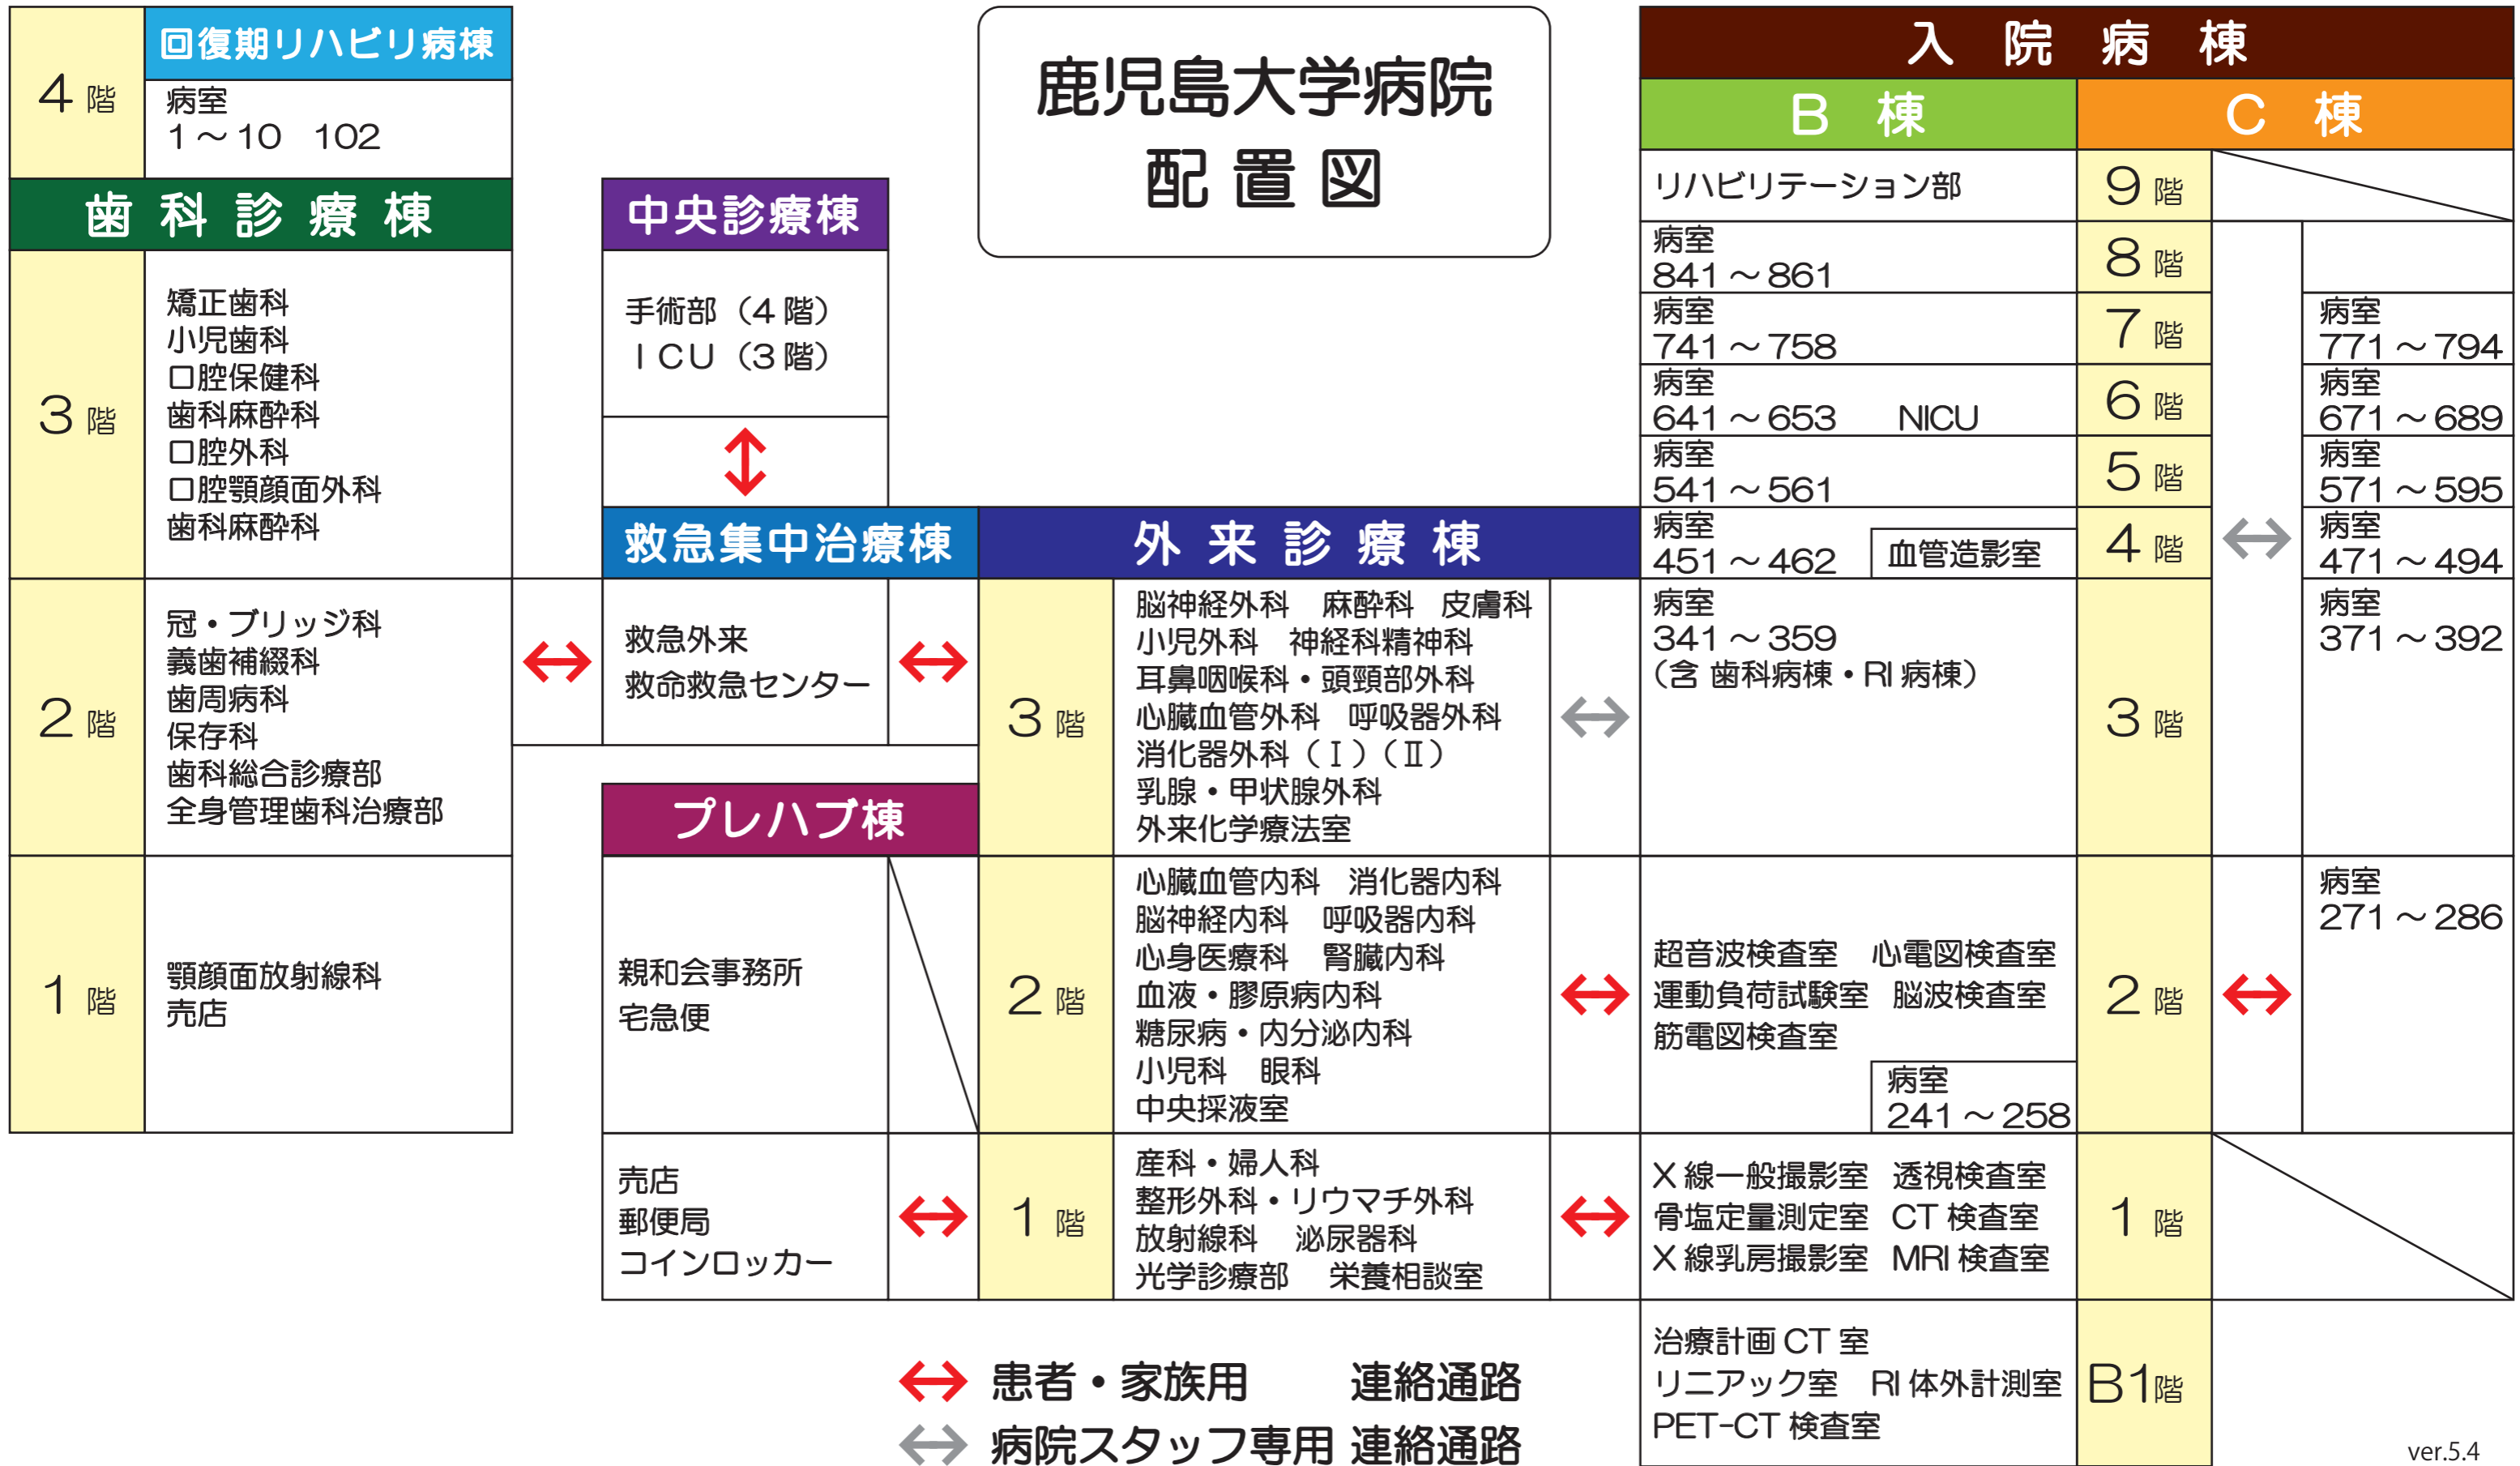 鹿児島大学病院
配置図
4階
回復期リハビリ病棟
病室
1～10 102
歯科診療棟
3階
矯正歯科
小児歯科
口腔保健科
歯科麻酔科
口腔外科
口腔顎顔面外科
歯科麻酔科
2階
冠・ブリッジ科
義歯補綴科
歯周病科
保存科
歯科総合診療部
全身管理歯科治療部
1階
顎顔面放射線科
売店
中央診療棟
手術部（4階）
ICU（3階）
救急集中治療棟
救急外来
救命救急センター
プレハブ棟
親和会事務所
宅急便
売店
郵便局
コインロッカー
外来診療棟
3階
脳神経外科 麻酔科 皮膚科
小児外科 神経科精神科
耳鼻咽喉科・頭頸部外科
心臓血管外科 呼吸器外科
消化器外科（Ⅰ）（Ⅱ）
乳腺・甲状腺外科
外来化学療法室
2階
心臓血管内科 消化器内科
脳神経内科 呼吸器内科
心身医療科 腎臓内科
血液・膠原病内科
糖尿病・内分泌内科
小児科 眼科
中央採液室
1階
産科・婦人科
整形外科・リウマチ外科
放射線科 泌尿器科
光学診療部 栄養相談室
入院病棟
B棟
C棟
リハビリテーション部
9階
病室
841～861
8階
病室
741～758
7階
病室
771～794
病室
641～653 NICU
6階
病室
671～689
病室
541～561
5階
病室
571～595
病室
451～462
血管造影室
4階
病室
471～494
病室
341～359
（含 歯科病棟・RI病棟）
3階
病室
371～392
超音波検査室 心電図検査室
運動負荷試験室 脳波検査室
筋電図検査室
病室
241～258
2階
病室
271～286
X線一般撮影室 透視検査室
骨塩定量測定室 CT検査室
X線乳房撮影室 MRI検査室
1階
治療計画CT室
リニアック室 RI体外計測室
PET-CT検査室
B1階
患者・家族用 連絡通路
病院スタッフ専用 連絡通路
ver.5.4